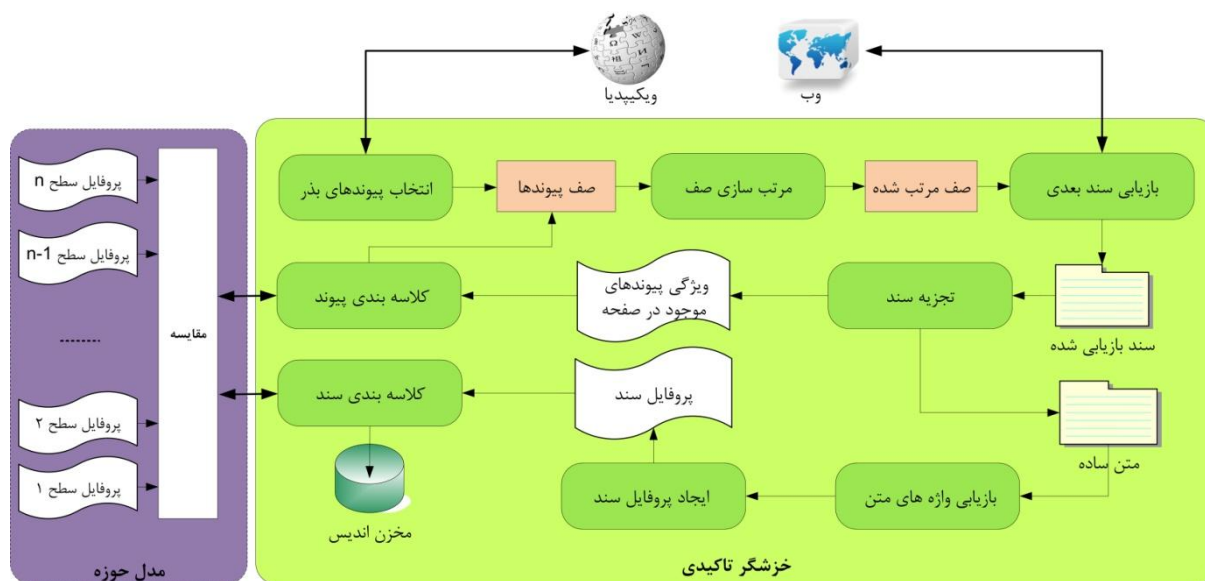 ویکیپدیا
وب
انتخاب پیوندهای بذر
صف پیوندها
مرتب سازی صف
صف مرتب شده
بازیابی سند بعدی
کلاسه بندی پیوند
ویژگی پیوندهای
موجود در صفحه
تجزیه سند
سند بازیابی شده
کلاسه بندی سند
پروفایل سند
متن ساده
مخزن اندیس
ایجاد پروفایل سند
بازیابی واژه های متن
خزشگر تاکیدی
پروفایل سطح n
پروفایل سطح n-1
........
پروفایل سطح ۲
پروفایل سطح ۱
مقایسه
مدل حوزه